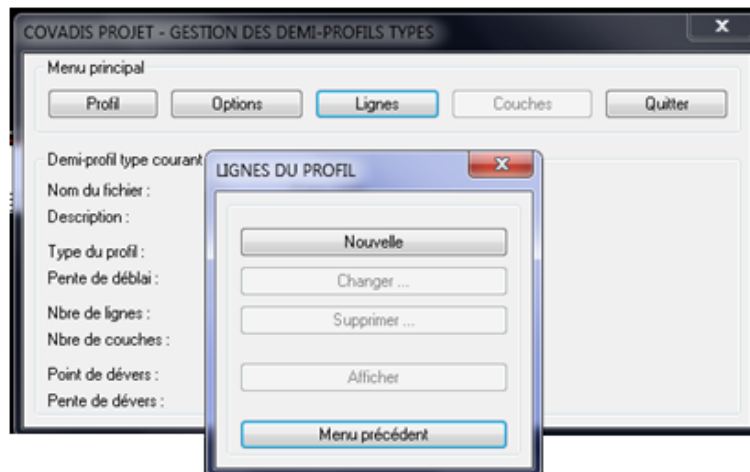 COVADIS PROJET - GESTION DES DEMI-PROFILS TYPES
Menu principal
Profil Options Lignes Couches Quitter
Demi-profil type courant
Nom du fichier :
Description :
Type du profil :
Pente de déblai :
Nbre de lignes :
Nbre de couches :
Point de dévers :
Pente de dévers :
LIGNES DU PROFIL
Nouvelle
Changer ...
Supprimer ...
Afficher
Menu précédent